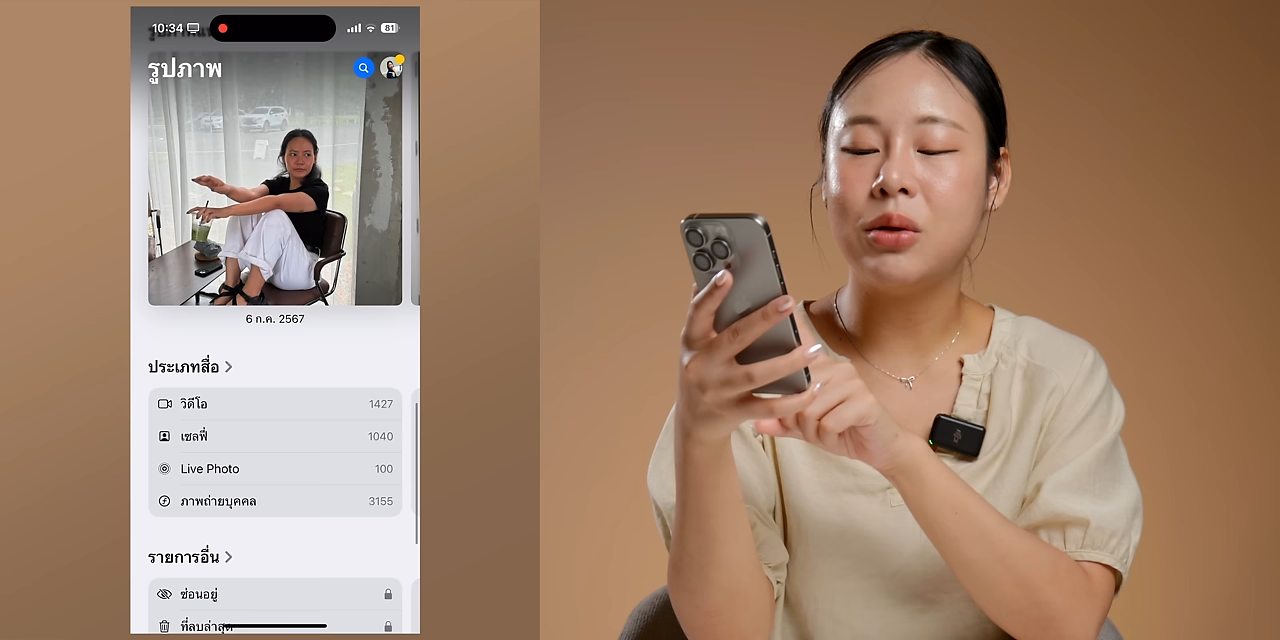 10:34
81
รูปภาพ
6 ก.ค. 2567
ประเภทสื่อ
วิดีโอ 1427
เซลฟี่ 1040
Live Photo 100
ภาพถ่ายบุคคล 3155
รายการอื่น
ซ่อนอยู่
ที่ลบล่าสุด